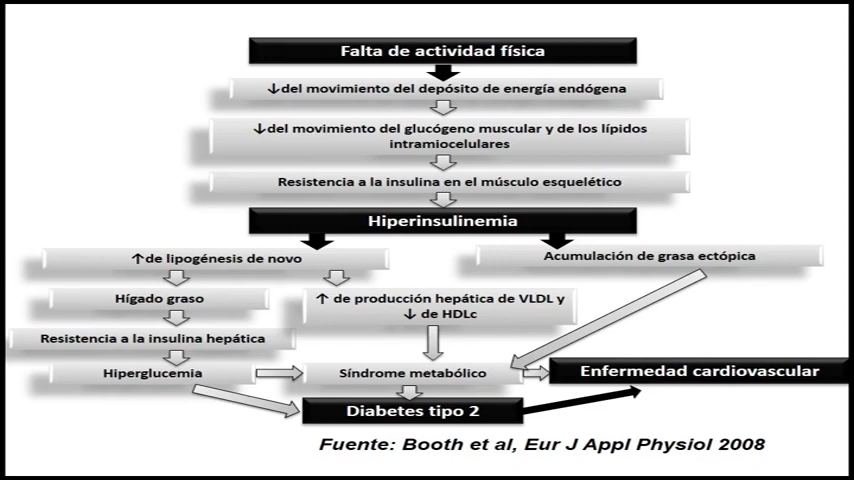 Falta de actividad física
↓del movimiento del depósito de energía endógena
↓del movimiento del glucógeno muscular y de los lípidos
intramiocelulares
Resistencia a la insulina en el músculo esquelético
Hiperinsulinemia
↑de lipogénesis de novo
Acumulación de grasa ectópica
Hígado graso
↑ de producción hepática de VLDL y
↓ de HDLc
Resistencia a la insulina hepática
Hiperglucemia
Síndrome metabólico
Enfermedad cardiovascular
Diabetes tipo 2
Fuente: Booth et al, Eur J Appl Physiol 2008